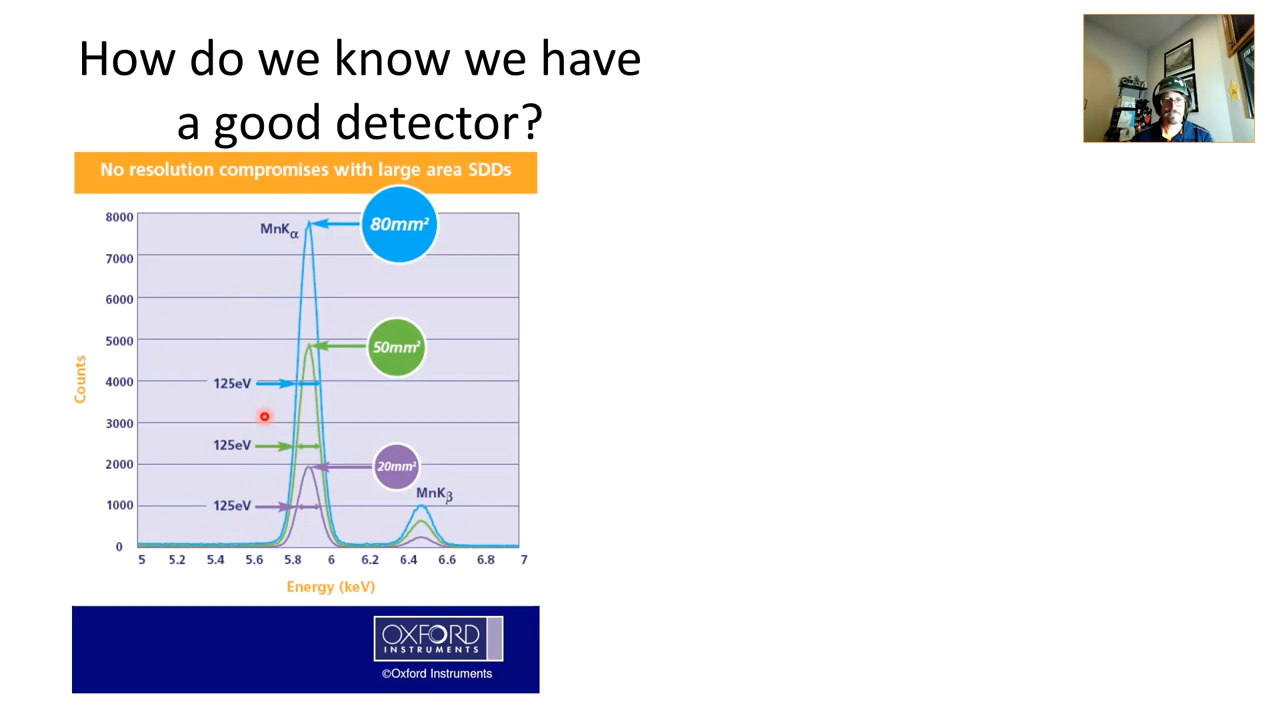 How do we know we have
a good detector?
No resolution compromises with large area SDDs
8000
7000
6000
5000
4000
3000
2000
1000
0
Counts
MnKα
80mm²
50mm²
125eV
125eV
20mm²
125eV
MnKβ
5 5.2 5.4 5.6 5.8 6 6.2 6.4 6.6 6.8 7
Energy (keV)
OXFORD
INSTRUMENTS
©Oxford Instruments